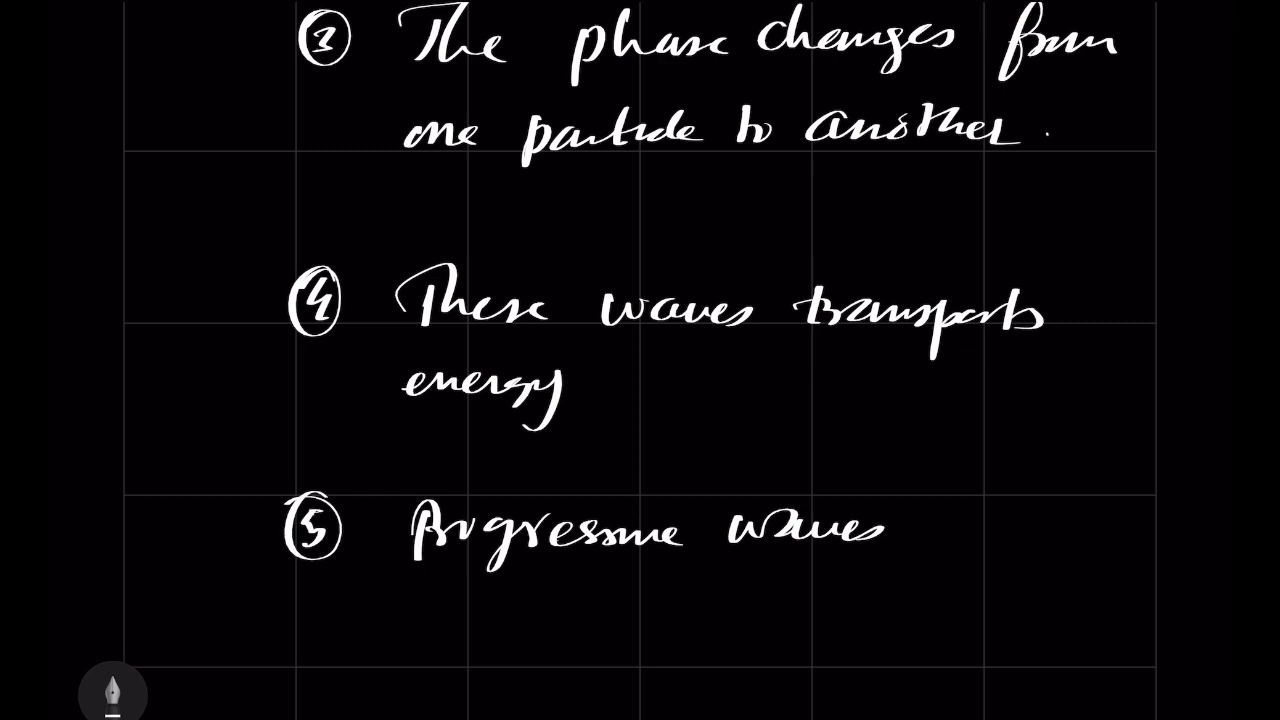 ③ The phase changes from
one particle to another.
④ These waves transports
energy
⑤ Progressive waves